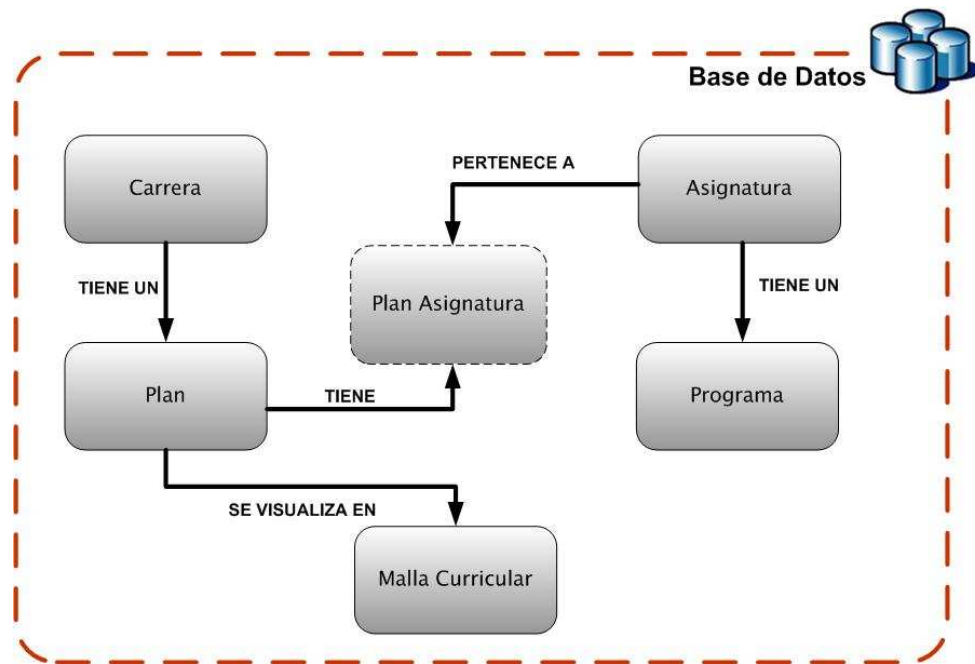 Base de Datos
Carrera
PERTENECE A
Asignatura
TIENE UN
Plan Asignatura
TIENE UN
Plan
TIENE
Programa
SE VISUALIZA EN
Malla Curricular